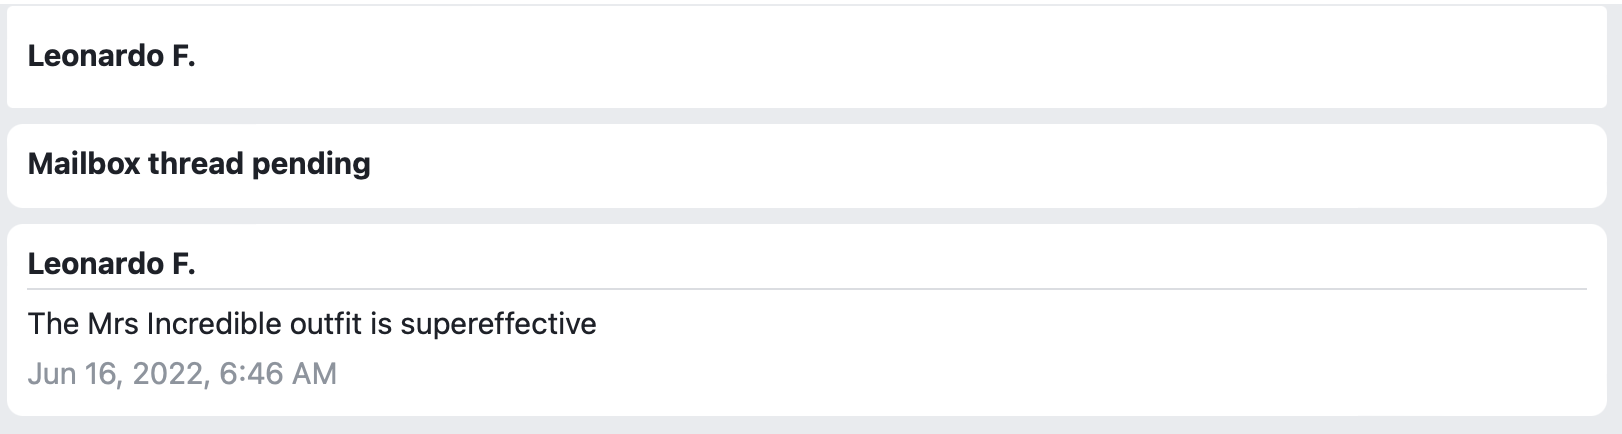 Leonardo F.
Mailbox thread pending
Leonardo F.
The Mrs Incredible outfit is supereffective
Jun 16, 2022, 6:46 AM